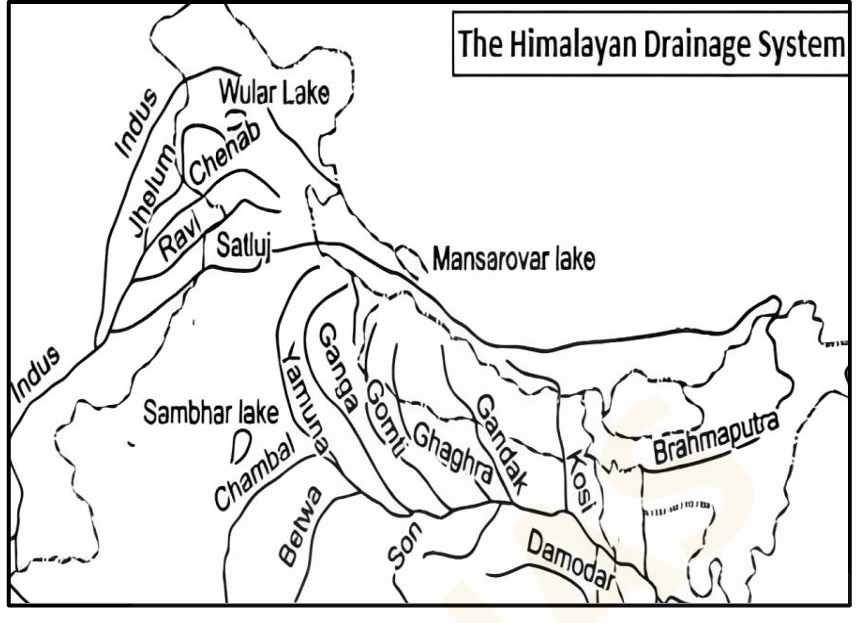 The Himalayan Drainage System
Wular Lake
Indus
Chenab
Jhelum
Ravi
Satluj
Mansarovar lake
Indus
Yamuna
Ganga
Gomti
Ghaghra
Gandak
Kosi
Brahmaputra
Sambhar lake
Chambal
Betwa
Son
Damodar
IAS